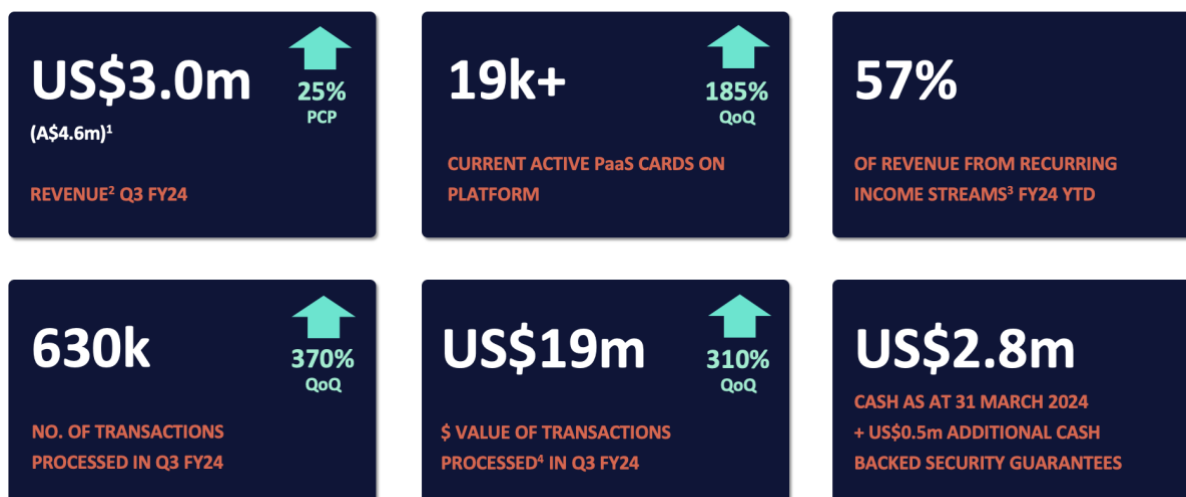 US$3.0m
25%
PCP
(A$4.6m)¹
REVENUE² Q3 FY24
19k+
185%
QoQ
CURRENT ACTIVE PaaS CARDS ON
PLATFORM
57%
OF REVENUE FROM RECURRING
INCOME STREAMS³ FY24 YTD
630k
370%
QoQ
NO. OF TRANSACTIONS
PROCESSED IN Q3 FY24
US$19m
310%
QoQ
$ VALUE OF TRANSACTIONS
PROCESSED⁴ IN Q3 FY24
US$2.8m
CASH AS AT 31 MARCH 2024
+ US$0.5m ADDITIONAL CASH
BACKED SECURITY GUARANTEES